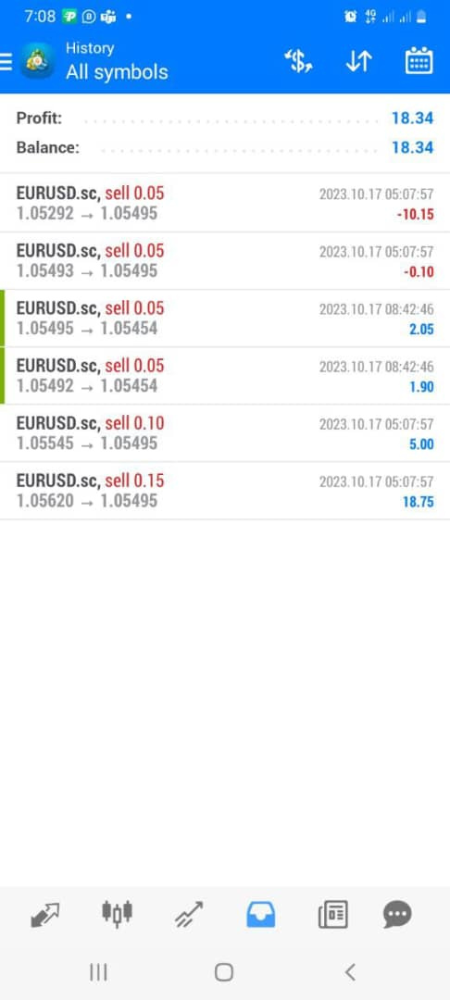 7:08
4G
History
All symbols
Profit: 18.34
Balance: 18.34
EURUSD.sc, sell 0.05 2023.10.17 05:07:57
1.05292 → 1.05495 -10.15
EURUSD.sc, sell 0.05 2023.10.17 05:07:57
1.05493 → 1.05495 -0.10
EURUSD.sc, sell 0.05 2023.10.17 08:42:46
1.05495 → 1.05454 2.05
EURUSD.sc, sell 0.05 2023.10.17 08:42:46
1.05492 → 1.05454 1.90
EURUSD.sc, sell 0.10 2023.10.17 05:07:57
1.05545 → 1.05495 5.00
EURUSD.sc, sell 0.15 2023.10.17 05:07:57
1.05620 → 1.05495 18.75